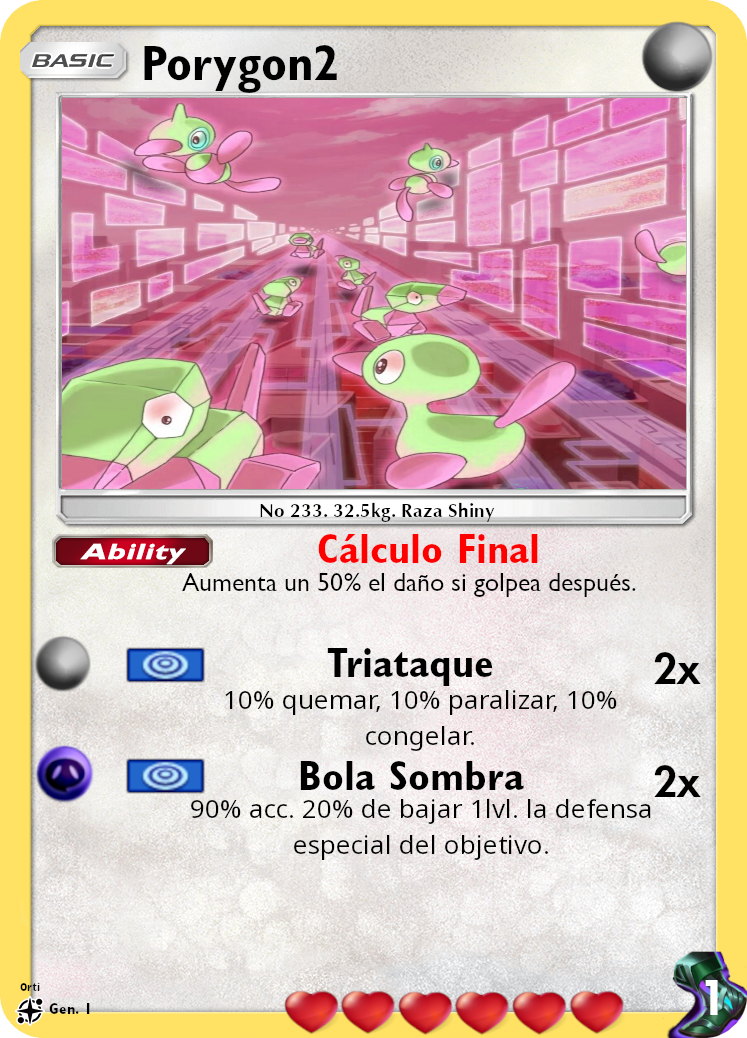 BASIC Porygon2
No 233. 32.5kg. Raza Shiny
Ability Cálculo Final
Aumenta un 50% el daño si golpea después.
Triataque 2x
10% quemar, 10% paralizar, 10%
congelar.
Bola Sombra 2x
90% acc. 20% de bajar 1lvl. la defensa
especial del objetivo.
Orti
Gen. I
1